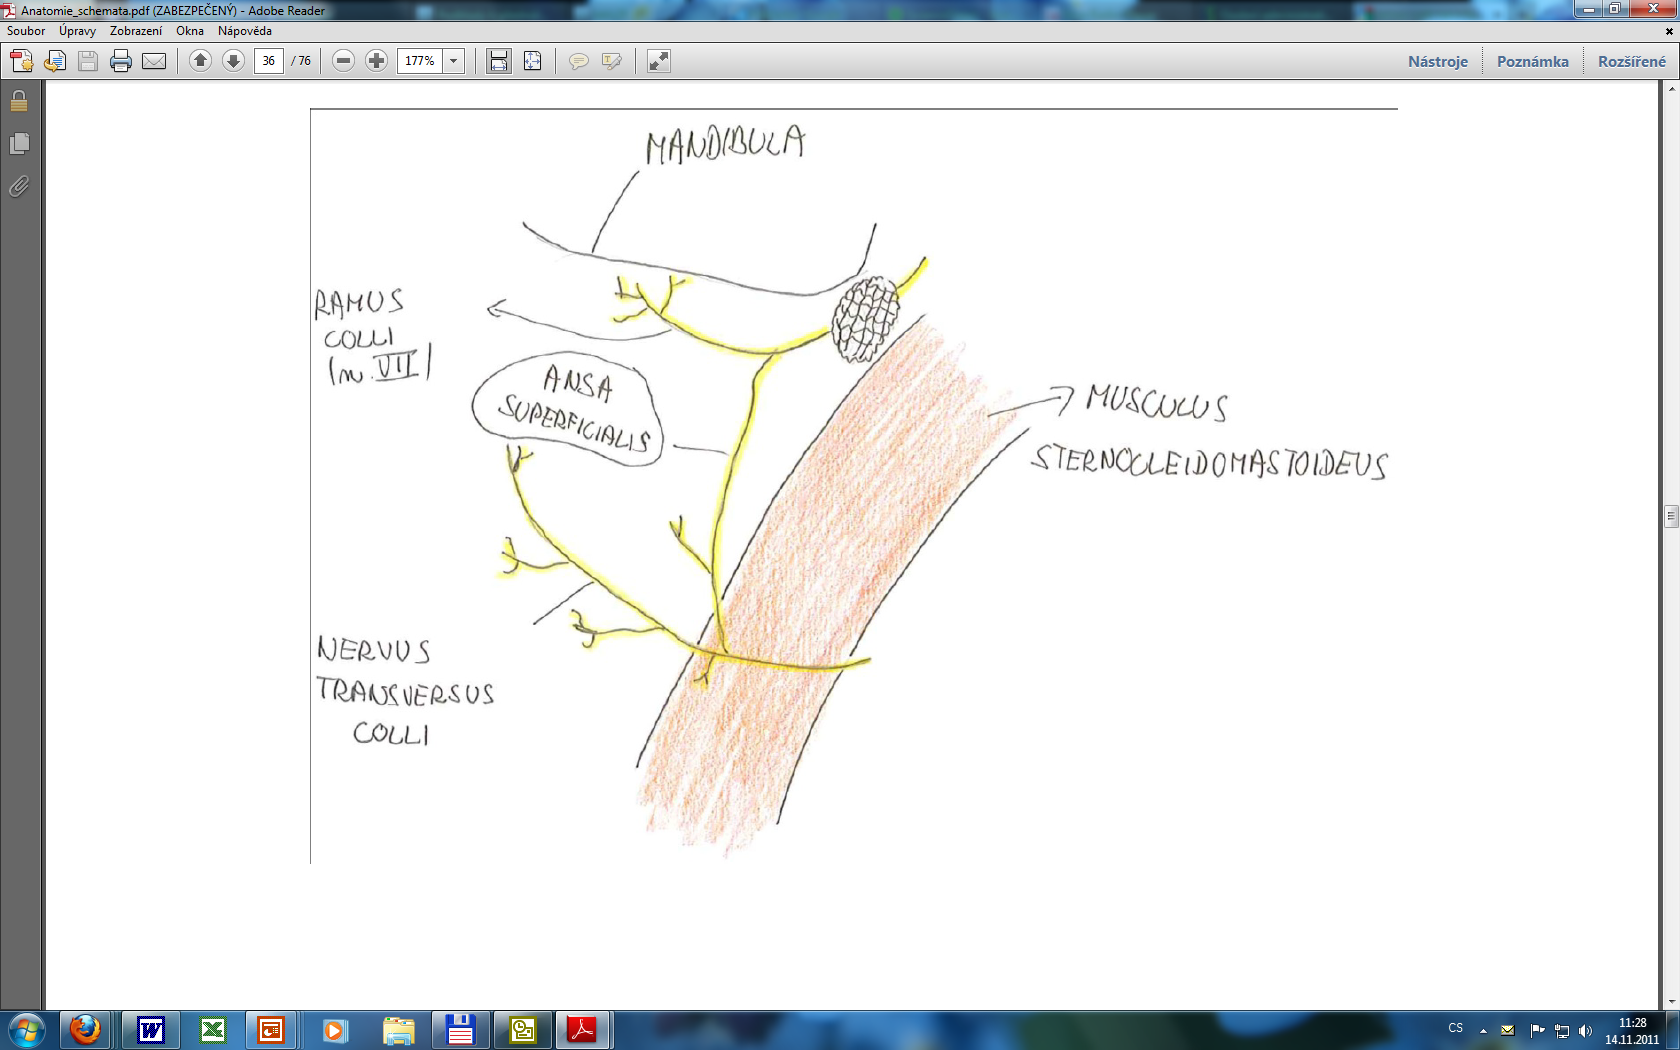 Anatomie_schemata.pdf (ZABEZPEČENÝ) - Adobe Reader
Soubor Úpravy Zobrazení Okna Nápověda
36 / 76 177% Nástroje Poznámka Rozšířené
MANDIBULA
RAMUS
COLLI
(n. VII)
ANSA
SUPERFICIALIS
MUSCULUS
STERNOCLEIDOMASTOIDEUS
NERVUS
TRANSVERSUS
COLLI
CS
11:28
14.11.2011